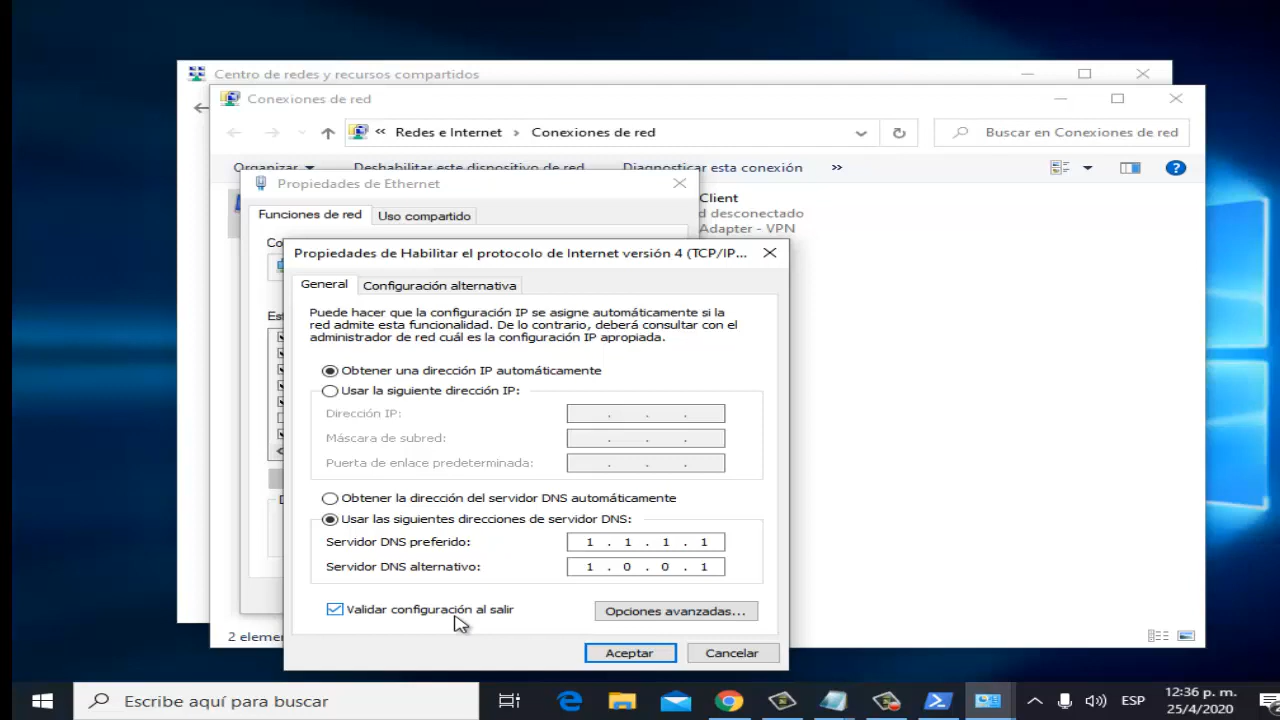 Centro de redes y recursos compartidos
Conexiones de red
« Redes e Internet › Conexiones de red
Buscar en Conexiones de red
Organizar Deshabilitar este dispositivo de red Diagnosticar esta conexión »
Propiedades de Ethernet
Client
d desconectado
Adapter - VPN
Funciones de red Uso compartido
Co
Propiedades de Habilitar el protocolo de Internet versión 4 (TCP/IP...
General Configuración alternativa
Puede hacer que la configuración IP se asigne automáticamente si la
red admite esta funcionalidad. De lo contrario, deberá consultar con el
administrador de red cuál es la configuración IP apropiada.
Obtener una dirección IP automáticamente
Usar la siguiente dirección IP:
Dirección IP: . . .
Máscara de subred: . . .
Puerta de enlace predeterminada: . . .
Obtener la dirección del servidor DNS automáticamente
Usar las siguientes direcciones de servidor DNS:
Servidor DNS preferido: 1 . 1 . 1 . 1
Servidor DNS alternativo: 1 . 0 . 0 . 1
Validar configuración al salir
Opciones avanzadas...
Aceptar Cancelar
2 eleme
Escribe aquí para buscar
ESP
12:36 p. m.
25/4/2020